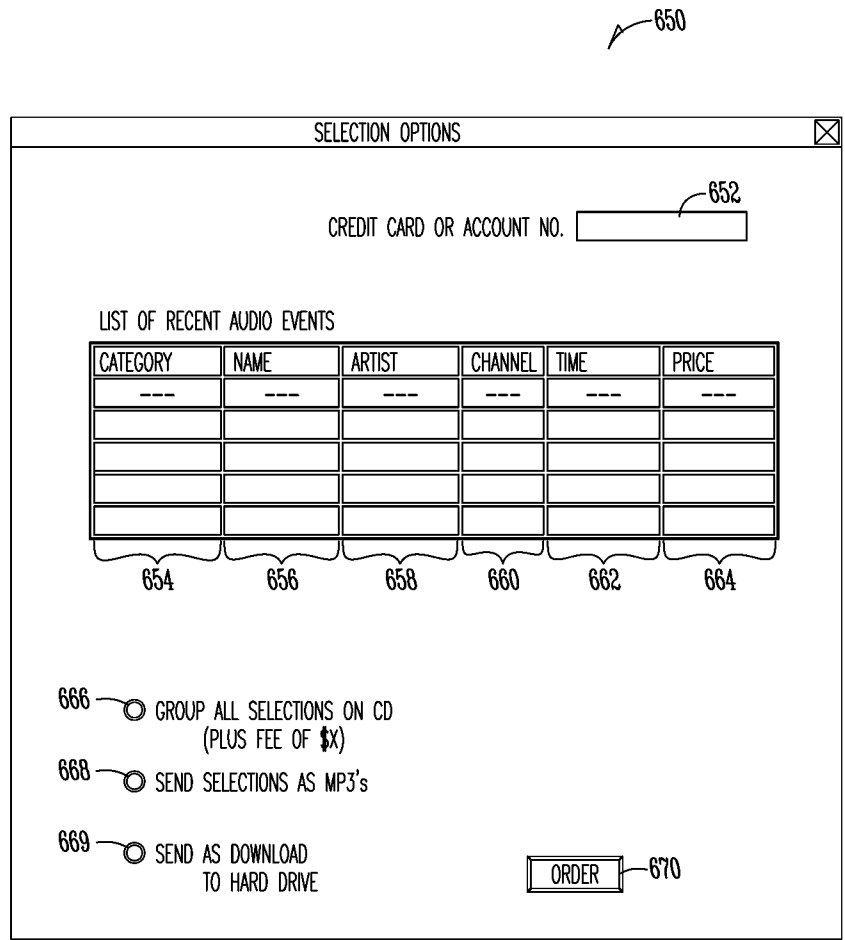 650
SELECTION OPTIONS
652
CREDIT CARD OR ACCOUNT NO.
LIST OF RECENT AUDIO EVENTS
CATEGORY NAME ARTIST CHANNEL TIME PRICE
--- --- --- --- --- ---
654 656 658 660 662 664
666 GROUP ALL SELECTIONS ON CD
(PLUS FEE OF $X)
668 SEND SELECTIONS AS MP3's
669 SEND AS DOWNLOAD
TO HARD DRIVE
ORDER 670